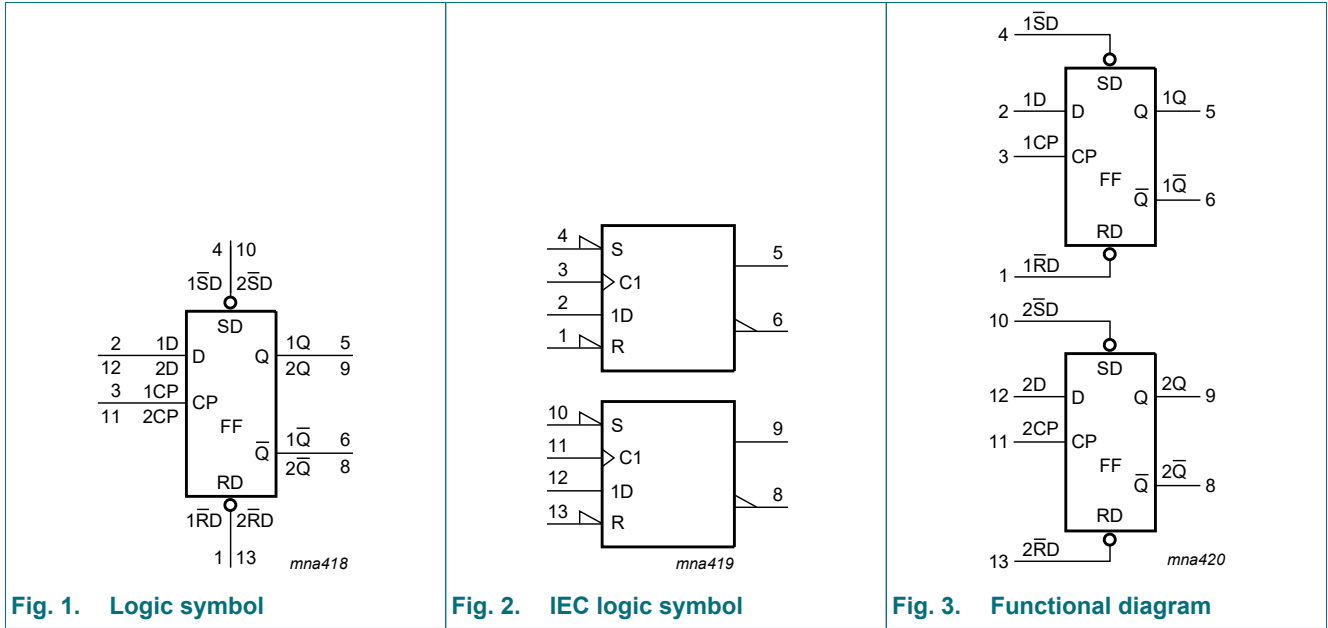 4 10
1S̅D 2S̅D
SD
2 1D D Q 1Q 5
12 2D 2Q 9
3 1CP CP
11 2CP
FF
Q̅ 1Q̅ 6
2Q̅ 8
RD
1R̅D 2R̅D
1 13
mna418
Fig. 1. Logic symbol
4 S 5
3 C1
2 1D 6
1 R
10 S 9
11 C1
12 1D 8
13 R
mna419
Fig. 2. IEC logic symbol
4 1S̅D
SD
2 1D D Q 1Q 5
3 1CP CP
FF
Q̅ 1Q̅ 6
RD
1 1R̅D
10 2S̅D
SD
12 2D D Q 2Q 9
11 2CP CP
FF
Q̅ 2Q̅ 8
RD
13 2R̅D
mna420
Fig. 3. Functional diagram